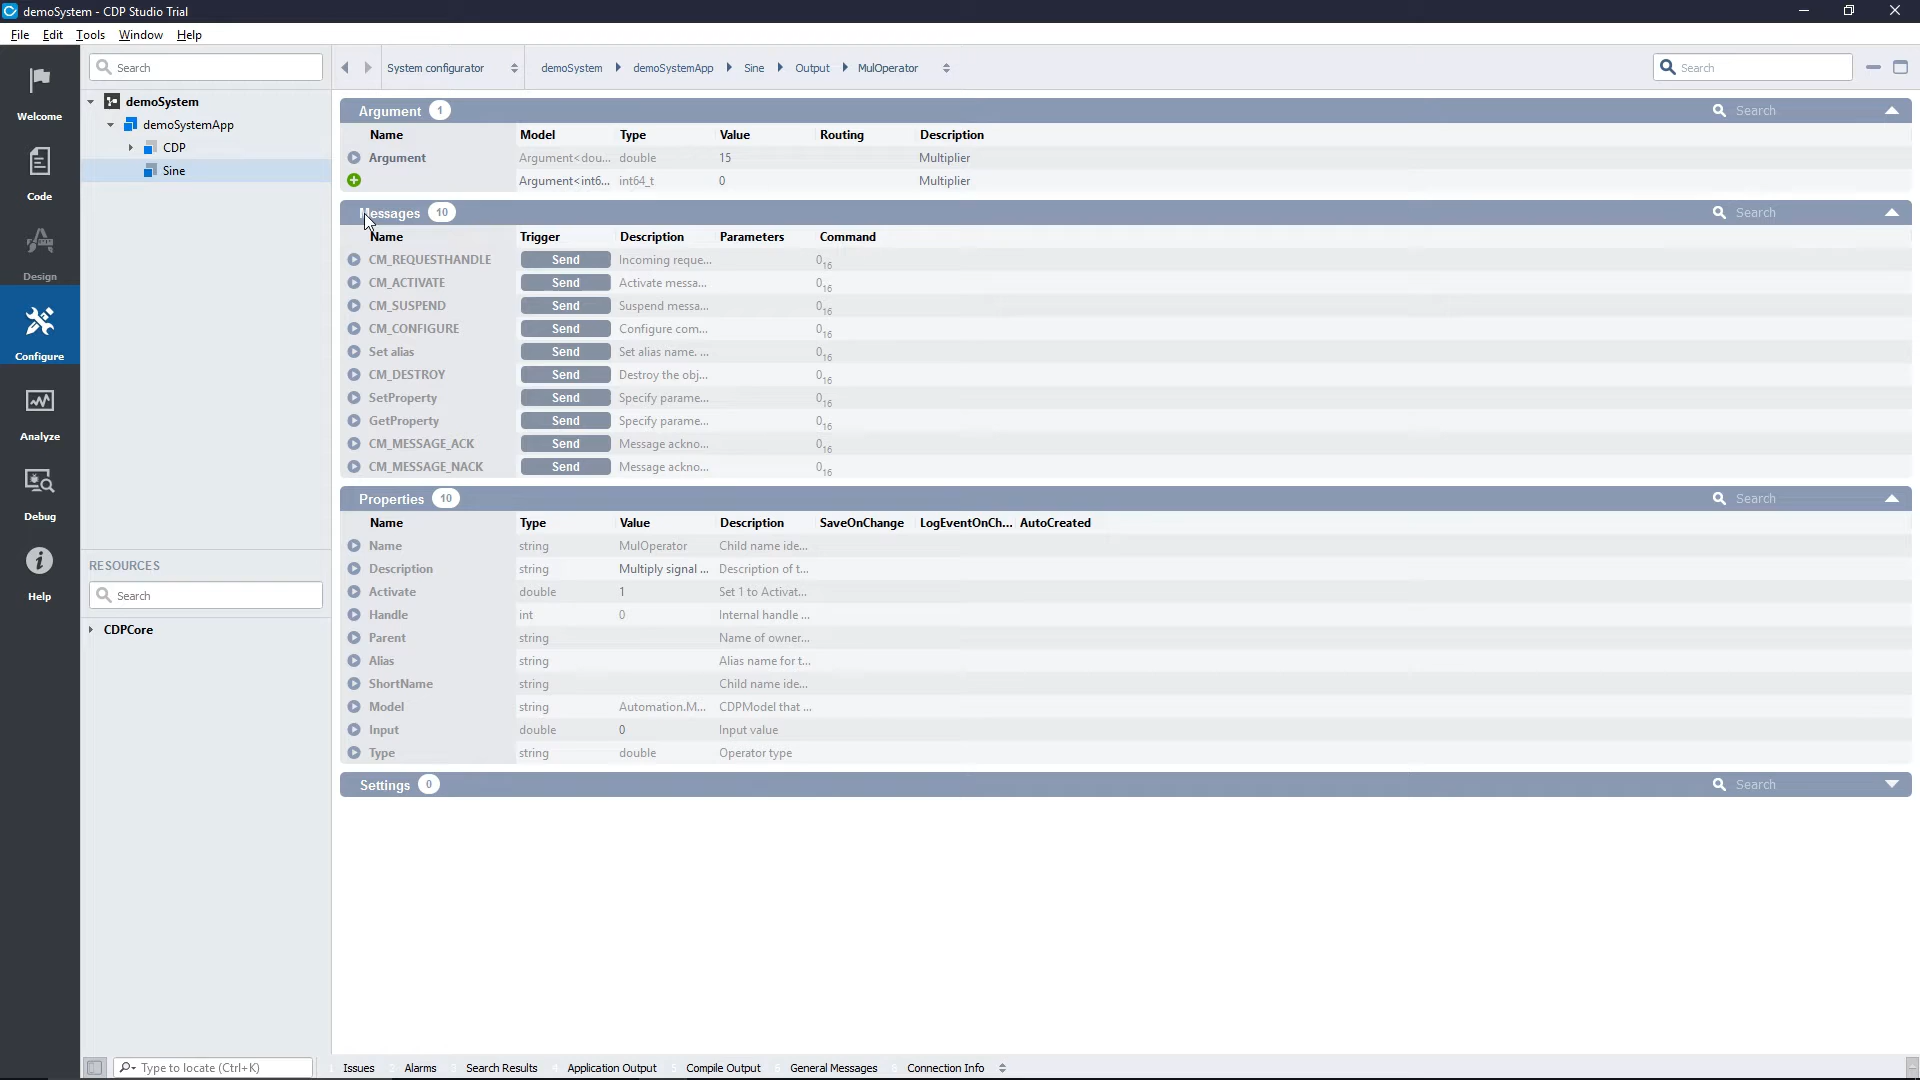 demoSystem - CDP Studio Trial
File Edit Tools Window Help
Search
System configurator demoSystem demoSystemApp Sine Output MulOperator
Search
Welcome
Code
Design
Configure
Analyze
Debug
Help
demoSystem
demoSystemApp
CDP
Sine
RESOURCES
Search
CDPCore
Argument 1 Search
Name Model Type Value Routing Description
Argument Argument<dou... double 15 Multiplier
Argument<int6... int64_t 0 Multiplier
Messages 10 Search
Name Trigger Description Parameters Command
CM_REQUESTHANDLE Send Incoming reque... 0₁₆
CM_ACTIVATE Send Activate messa... 0₁₆
CM_SUSPEND Send Suspend messa... 0₁₆
CM_CONFIGURE Send Configure com... 0₁₆
Set alias Send Set alias name. ... 0₁₆
CM_DESTROY Send Destroy the obj... 0₁₆
SetProperty Send Specify parame... 0₁₆
GetProperty Send Specify parame... 0₁₆
CM_MESSAGE_ACK Send Message ackno... 0₁₆
CM_MESSAGE_NACK Send Message ackno... 0₁₆
Properties 10 Search
Name Type Value Description SaveOnChange LogEventOnCh... AutoCreated
Name string MulOperator Child name ide...
Description string Multiply signal ... Description of t...
Activate double 1 Set 1 to Activat...
Handle int 0 Internal handle ...
Parent string Name of owner...
Alias string Alias name for t...
ShortName string Child name ide...
Model string Automation.M... CDPModel that ...
Input double 0 Input value
Type string double Operator type
Settings 0 Search
Type to locate (Ctrl+K) Issues Alarms Search Results Application Output Compile Output General Messages Connection Info